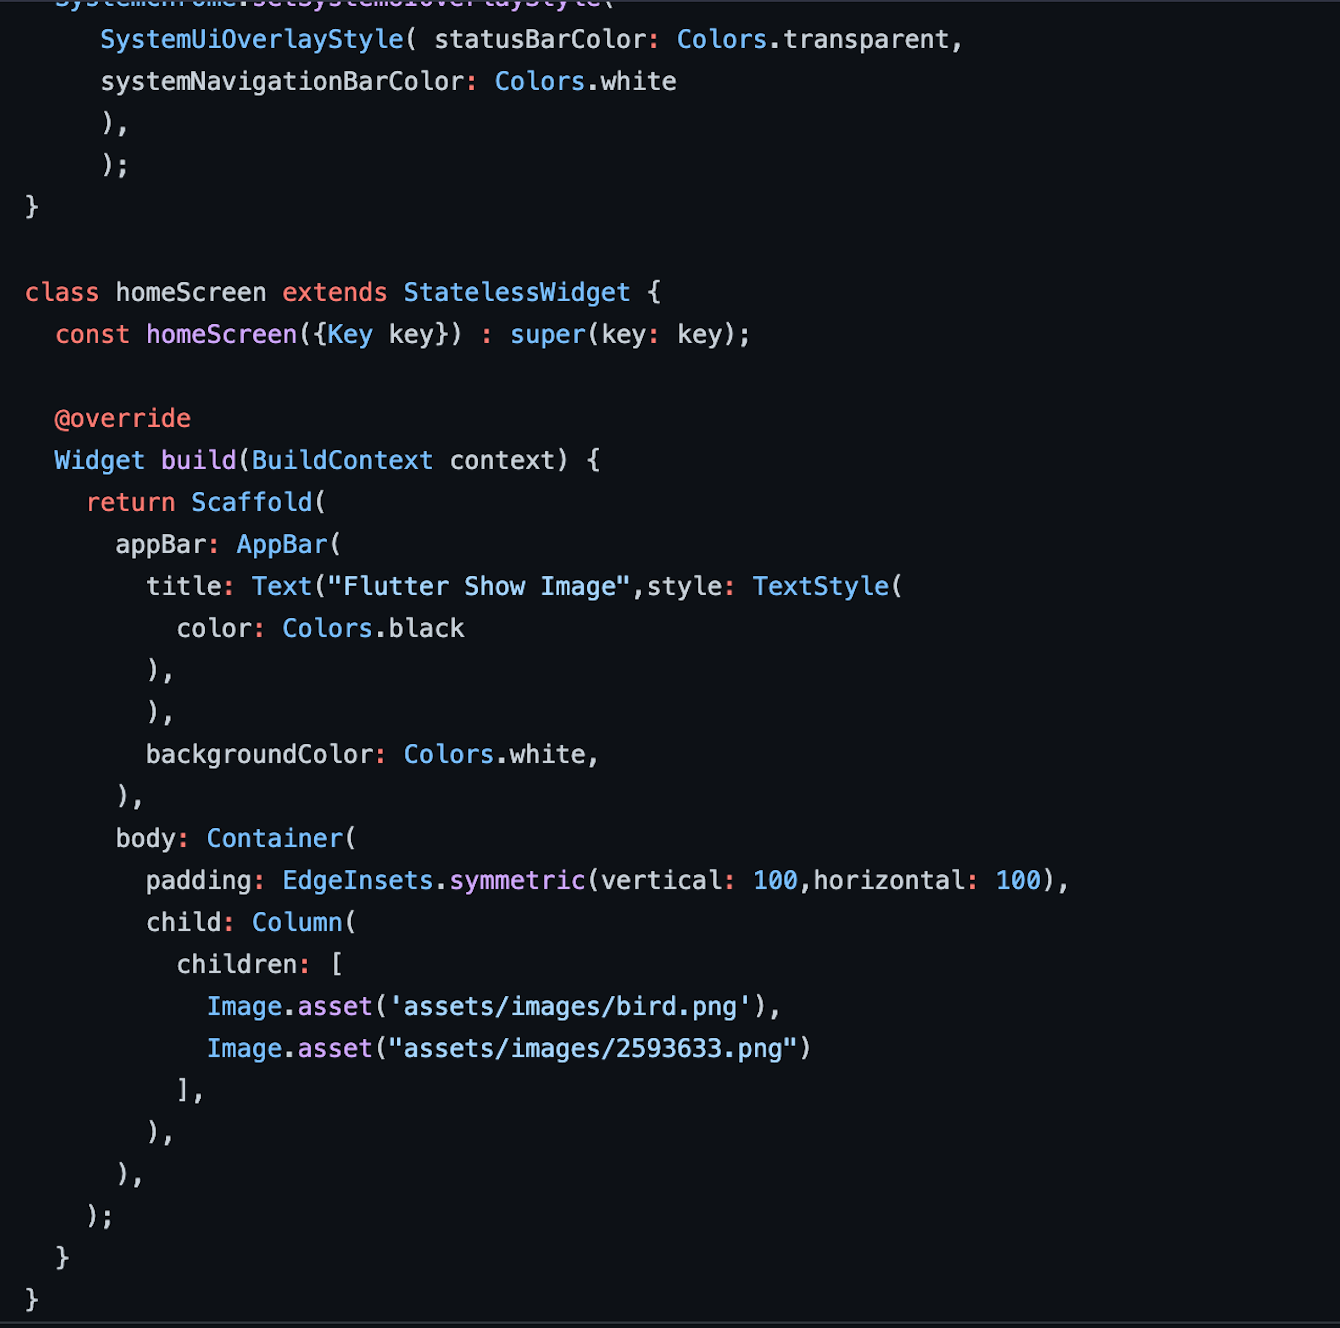 SystemChrome.setSystemUIOverlayStyle(
SystemUiOverlayStyle( statusBarColor: Colors.transparent,
systemNavigationBarColor: Colors.white
),
);
}
class homeScreen extends StatelessWidget {
const homeScreen({Key key}) : super(key: key);
@override
Widget build(BuildContext context) {
return Scaffold(
appBar: AppBar(
title: Text("Flutter Show Image",style: TextStyle(
color: Colors.black
),
),
backgroundColor: Colors.white,
),
body: Container(
padding: EdgeInsets.symmetric(vertical: 100,horizontal: 100),
child: Column(
children: [
Image.asset('assets/images/bird.png'),
Image.asset("assets/images/2593633.png")
],
),
),
);
}
}